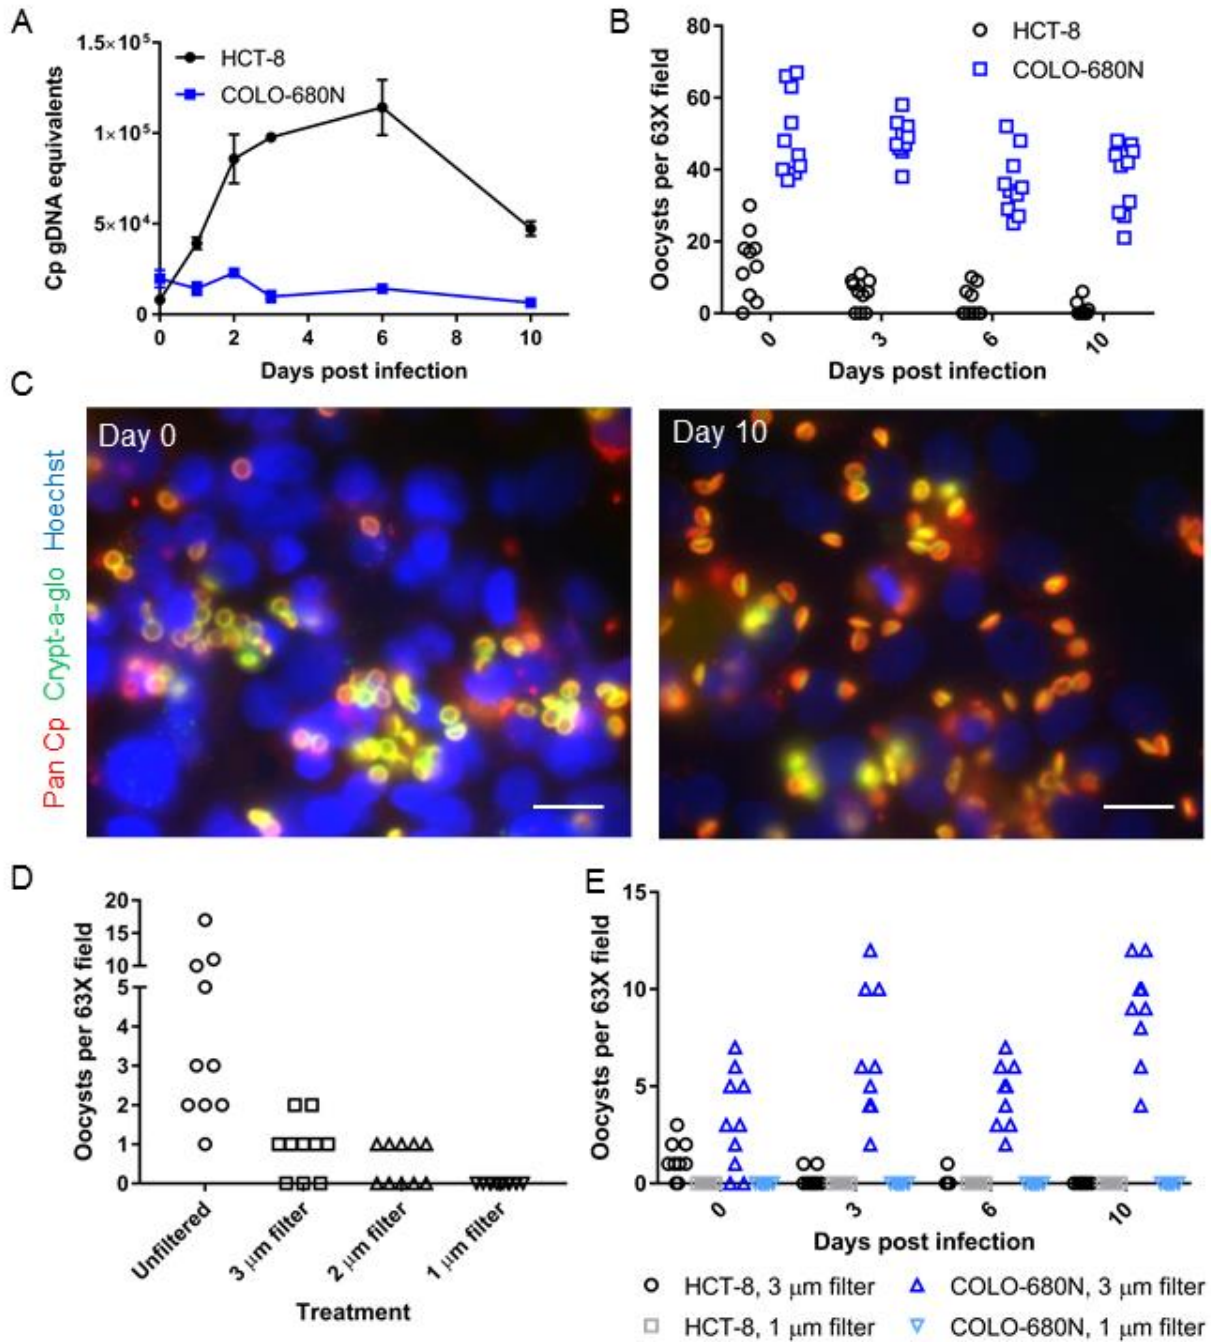 A
Cp gDNA equivalents
1.5×10⁵
1×10⁵
5×10⁴
0
HCT-8
COLO-680N
0 2 4 6 8 10
Days post infection
B
Oocysts per 63X field
80
60
40
20
0
HCT-8
COLO-680N
0 3 6 10
Days post infection
C
Pan Cp Crypt-a-glo Hoechst
Day 0
Day 10
D
Oocysts per 63X field
20
15
10
5
4
3
2
1
0
Unfiltered
3 μm filter
2 μm filter
1 μm filter
Treatment
E
Oocysts per 63X field
15
10
5
0
0 3 6 10
Days post infection
HCT-8, 3 μm filter
COLO-680N, 3 μm filter
HCT-8, 1 μm filter
COLO-680N, 1 μm filter